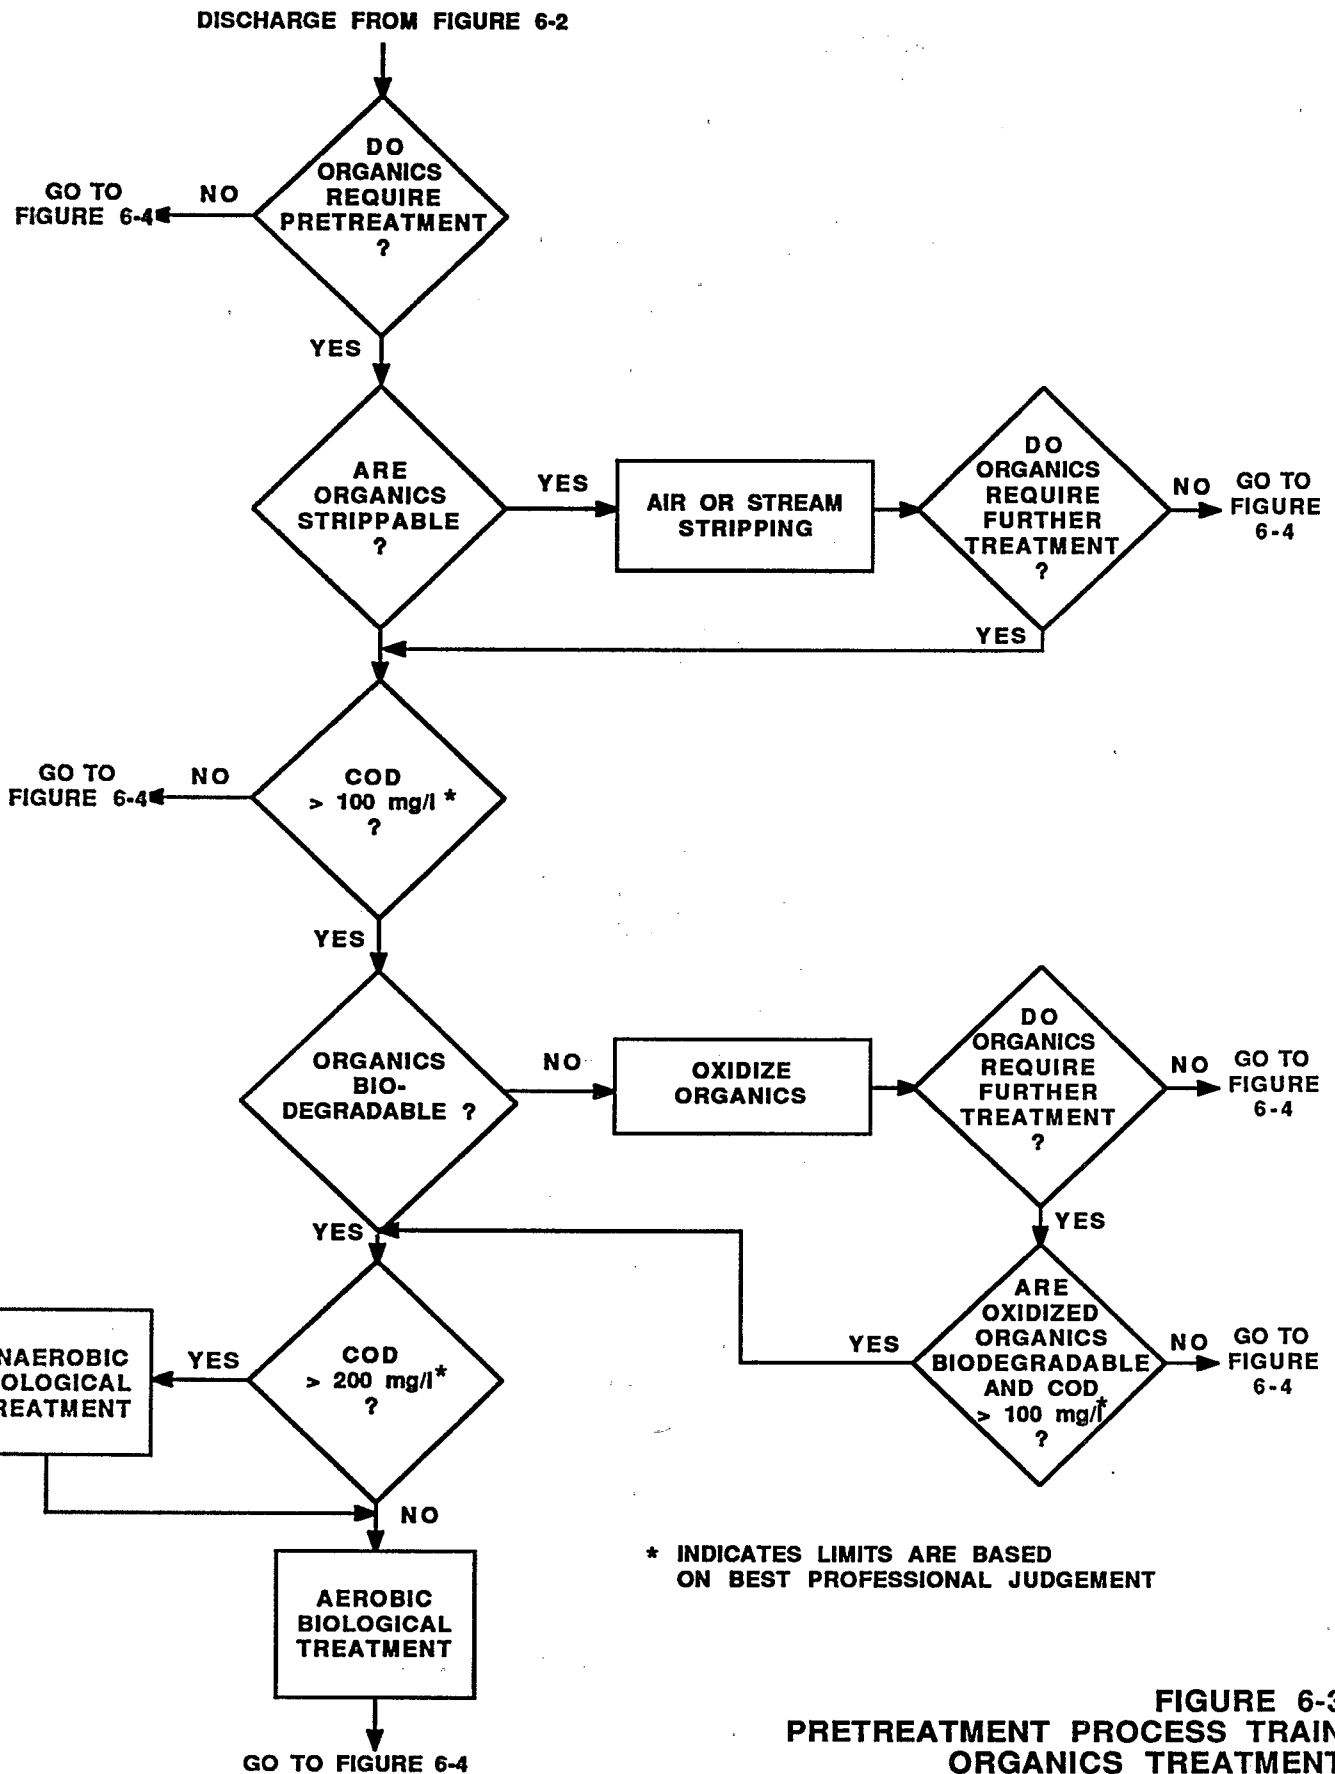 DISCHARGE FROM FIGURE 6-2
DO
ORGANICS
REQUIRE
PRETREATMENT
?
NO
GO TO
FIGURE 6-4
YES
ARE
ORGANICS
STRIPPABLE
?
YES
AIR OR STREAM
STRIPPING
DO
ORGANICS
REQUIRE
FURTHER
TREATMENT
?
NO
GO TO
FIGURE
6-4
YES
COD
> 100 mg/l *
?
NO
GO TO
FIGURE 6-4
YES
ORGANICS
BIO-
DEGRADABLE ?
NO
OXIDIZE
ORGANICS
DO
ORGANICS
REQUIRE
FURTHER
TREATMENT
?
NO
GO TO
FIGURE
6-4
YES
ARE
OXIDIZED
ORGANICS
BIODEGRADABLE
AND COD
> 100 mg/l*
?
NO
GO TO
FIGURE
6-4
YES
YES
COD
> 200 mg/l*
?
YES
NAEROBIC
OLOGICAL
REATMENT
NO
AEROBIC
BIOLOGICAL
TREATMENT
GO TO FIGURE 6-4
* INDICATES LIMITS ARE BASED
ON BEST PROFESSIONAL JUDGEMENT
FIGURE 6-3
PRETREATMENT PROCESS TRAIN
ORGANICS TREATMENT